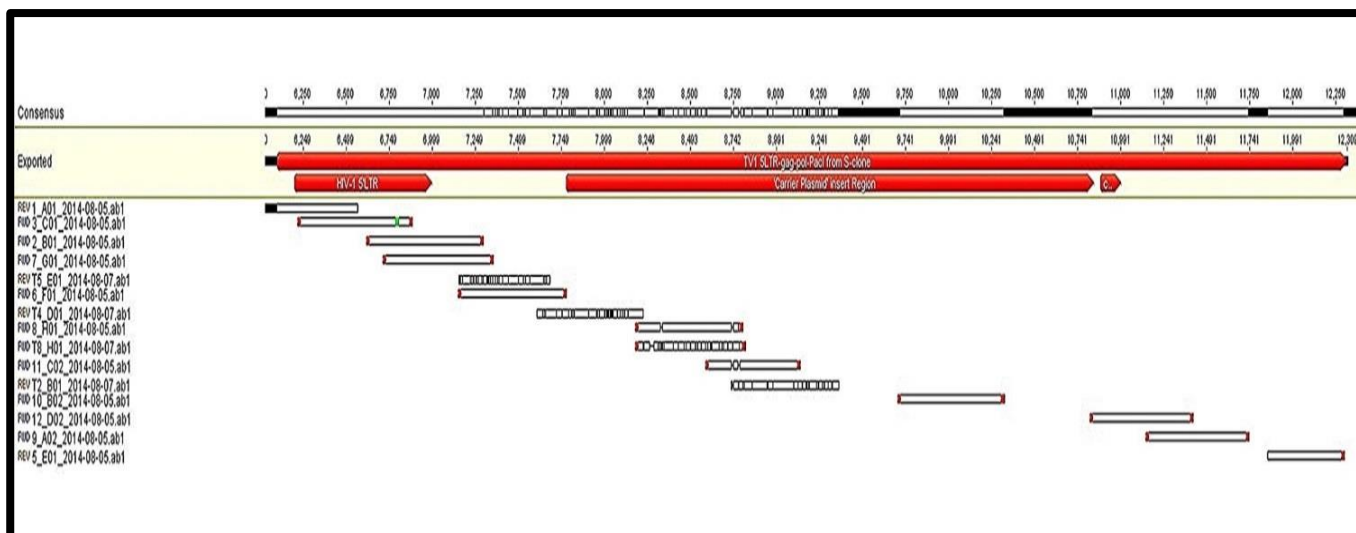 6,250 6,500 6,750 7,000 7,250 7,500 7,750 8,000 8,250 8,500 8,750 9,000 9,250 9,500 9,750 10,000 10,250 10,500 10,750 11,000 11,250 11,500 11,750 12,000 12,250
Consensus
6,249 6,499 6,749 6,999 7,249 7,499 7,749 7,999 8,247 8,493 8,742 8,991 9,241 9,491 9,741 9,991 10,241 10,491 10,741 10,991 11,241 11,491 11,741 11,991 12,300
Exported
TV1 5LTR-gag-pol-PacI from S-clone
HIV-1 5LTR
'Carrier Plasmid' insert Region
c...
REV 1_A01_2014-08-05.ab1
FWD 3_C01_2014-08-05.ab1
FWD 2_B01_2014-08-05.ab1
FWD 7_G01_2014-08-05.ab1
REV T5_E01_2014-08-07.ab1
FWD 6_F01_2014-08-05.ab1
REV T4_D01_2014-08-07.ab1
FWD 8_H01_2014-08-05.ab1
FWD T8_H01_2014-08-07.ab1
FWD 11_C02_2014-08-05.ab1
REV T2_B01_2014-08-07.ab1
FWD 10_B02_2014-08-05.ab1
FWD 12_D02_2014-08-05.ab1
FWD 9_A02_2014-08-05.ab1
REV 5_E01_2014-08-05.ab1